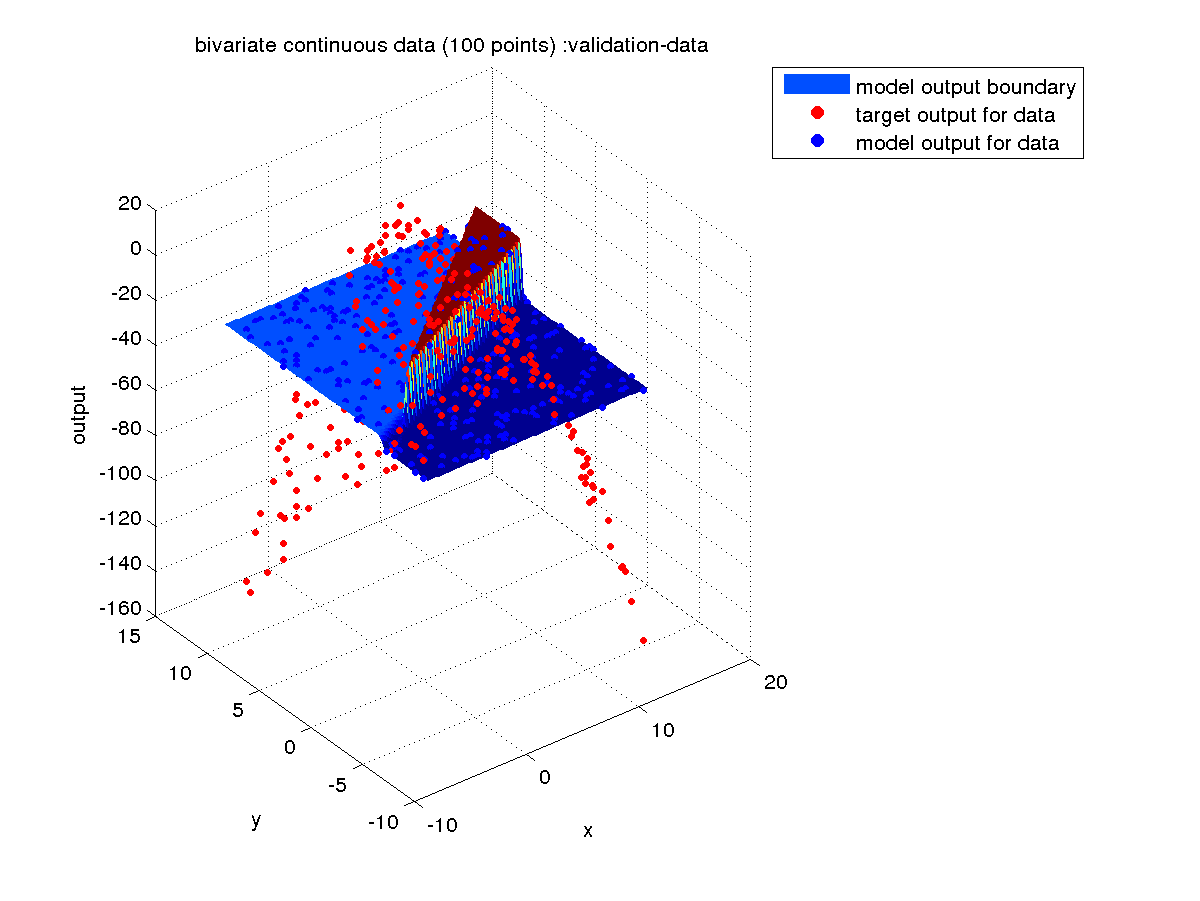 bivariate continuous data (100 points) :validation-data
model output boundary
target output for data
model output for data
20
0
-20
-40
-60
-80
-100
-120
-140
-160
output
15
10
5
0
-5
-10
y
-10
0
10
20
x